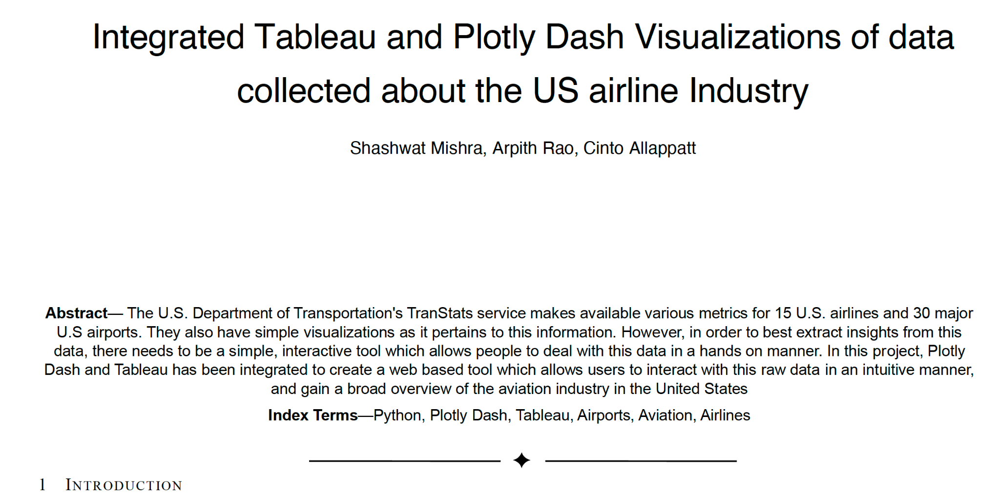 Integrated Tableau and Plotly Dash Visualizations of data
collected about the US airline Industry
Shashwat Mishra, Arpith Rao, Cinto Allappatt
Abstract— The U.S. Department of Transportation's TranStats service makes available various metrics for 15 U.S. airlines and 30 major
U.S airports. They also have simple visualizations as it pertains to this information. However, in order to best extract insights from this
data, there needs to be a simple, interactive tool which allows people to deal with this data in a hands on manner. In this project, Plotly
Dash and Tableau has been integrated to create a web based tool which allows users to interact with this raw data in an intuitive manner,
and gain a broad overview of the aviation industry in the United States
Index Terms—Python, Plotly Dash, Tableau, Airports, Aviation, Airlines
1 INTRODUCTION